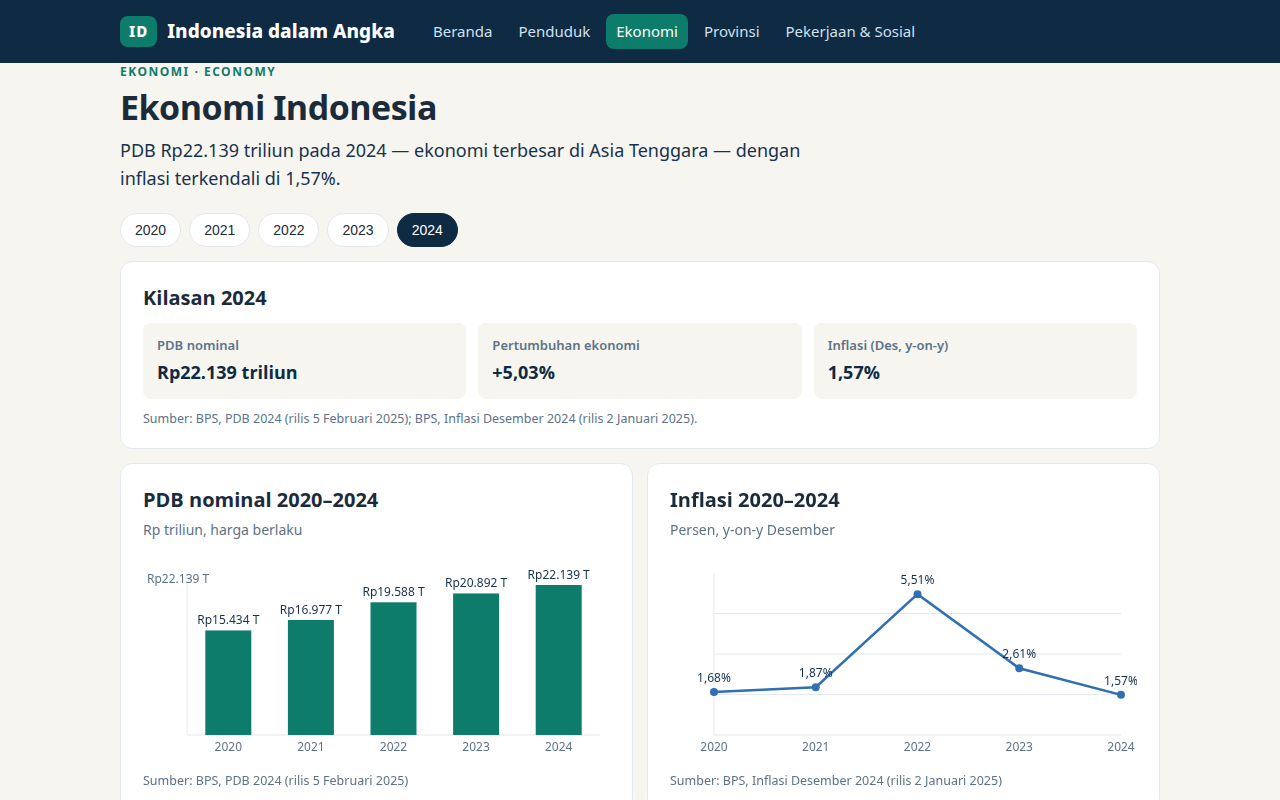 ID Indonesia dalam Angka Beranda Penduduk Ekonomi Provinsi Pekerjaan & Sosial
EKONOMI · ECONOMY
Ekonomi Indonesia
PDB Rp22.139 triliun pada 2024 — ekonomi terbesar di Asia Tenggara — dengan
inflasi terkendali di 1,57%.
2020 2021 2022 2023 2024
Kilasan 2024
PDB nominal
Rp22.139 triliun
Pertumbuhan ekonomi
+5,03%
Inflasi (Des, y-on-y)
1,57%
Sumber: BPS, PDB 2024 (rilis 5 Februari 2025); BPS, Inflasi Desember 2024 (rilis 2 Januari 2025).
PDB nominal 2020–2024
Rp triliun, harga berlaku
Rp22.139 T
Rp15.434 T Rp16.977 T Rp19.588 T Rp20.892 T Rp22.139 T
2020 2021 2022 2023 2024
Sumber: BPS, PDB 2024 (rilis 5 Februari 2025)
Inflasi 2020–2024
Persen, y-on-y Desember
1,68% 1,87% 5,51% 2,61% 1,57%
2020 2021 2022 2023 2024
Sumber: BPS, Inflasi Desember 2024 (rilis 2 Januari 2025)